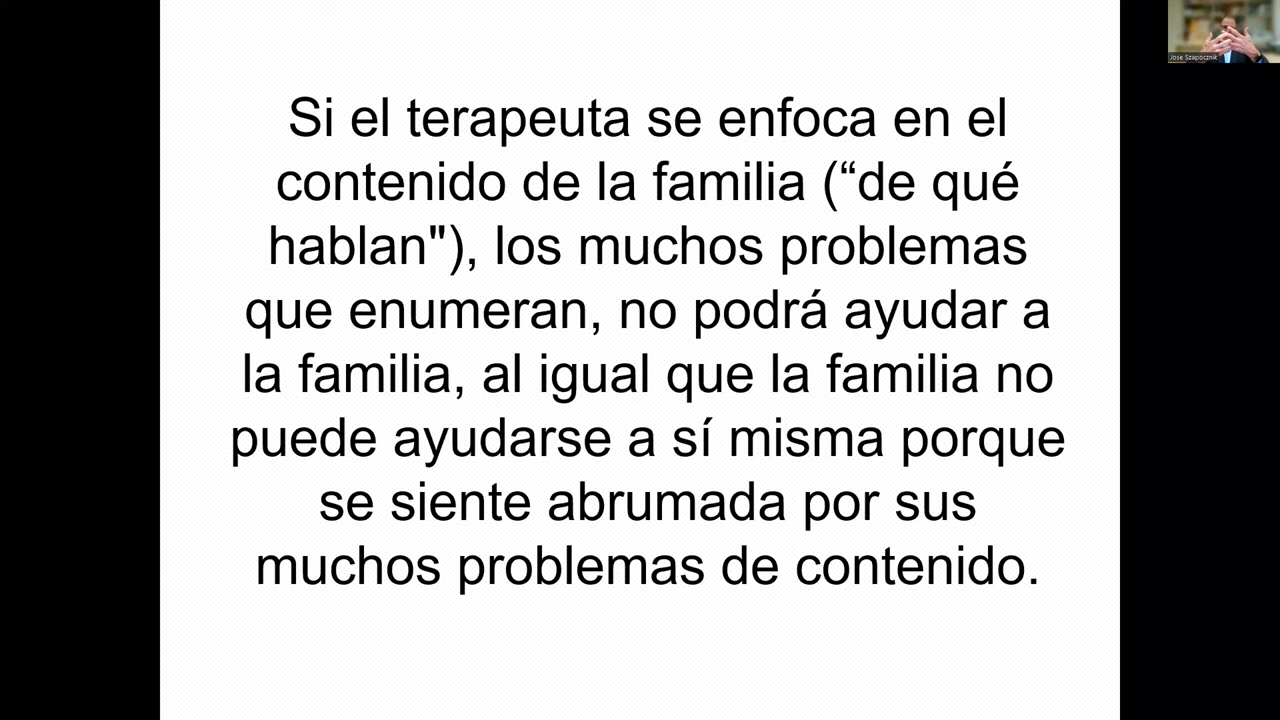 Si el terapeuta se enfoca en el
contenido de la familia (“de qué
hablan"), los muchos problemas
que enumeran, no podrá ayudar a
la familia, al igual que la familia no
puede ayudarse a sí misma porque
se siente abrumada por sus
muchos problemas de contenido.
Jose Szapocznik